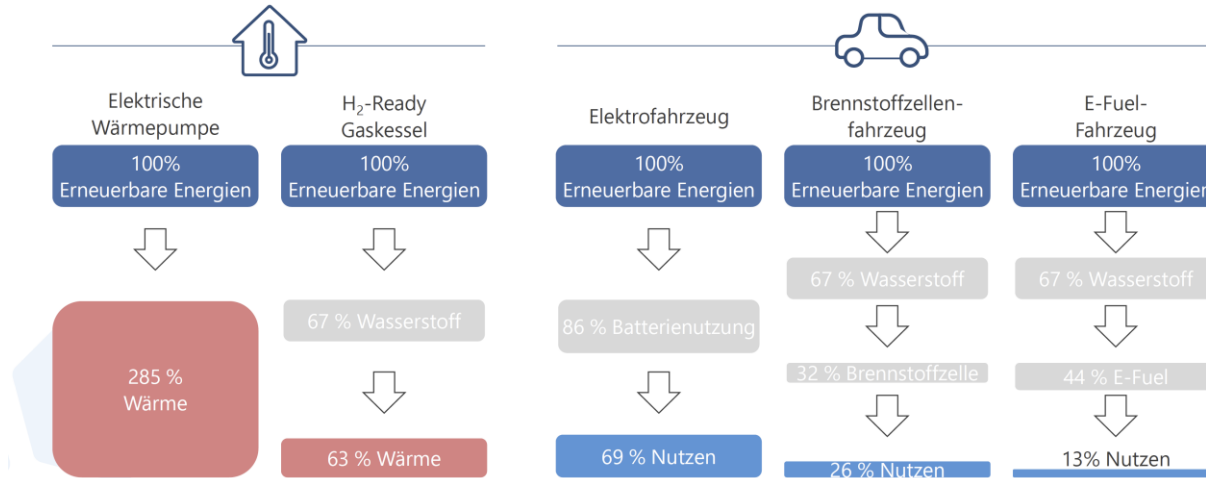 Elektrische
Wärmepumpe
100%
Erneuerbare Energien
285 %
Wärme
H₂-Ready
Gaskessel
100%
Erneuerbare Energien
67 % Wasserstoff
63 % Wärme
Elektrofahrzeug
100%
Erneuerbare Energien
86 % Batterienutzung
69 % Nutzen
Brennstoffzellen-
fahrzeug
100%
Erneuerbare Energien
67 % Wasserstoff
32 % Brennstoffzelle
26 % Nutzen
E-Fuel-
Fahrzeug
100%
Erneuerbare Energien
67 % Wasserstoff
44 % E-Fuel
13% Nutzen